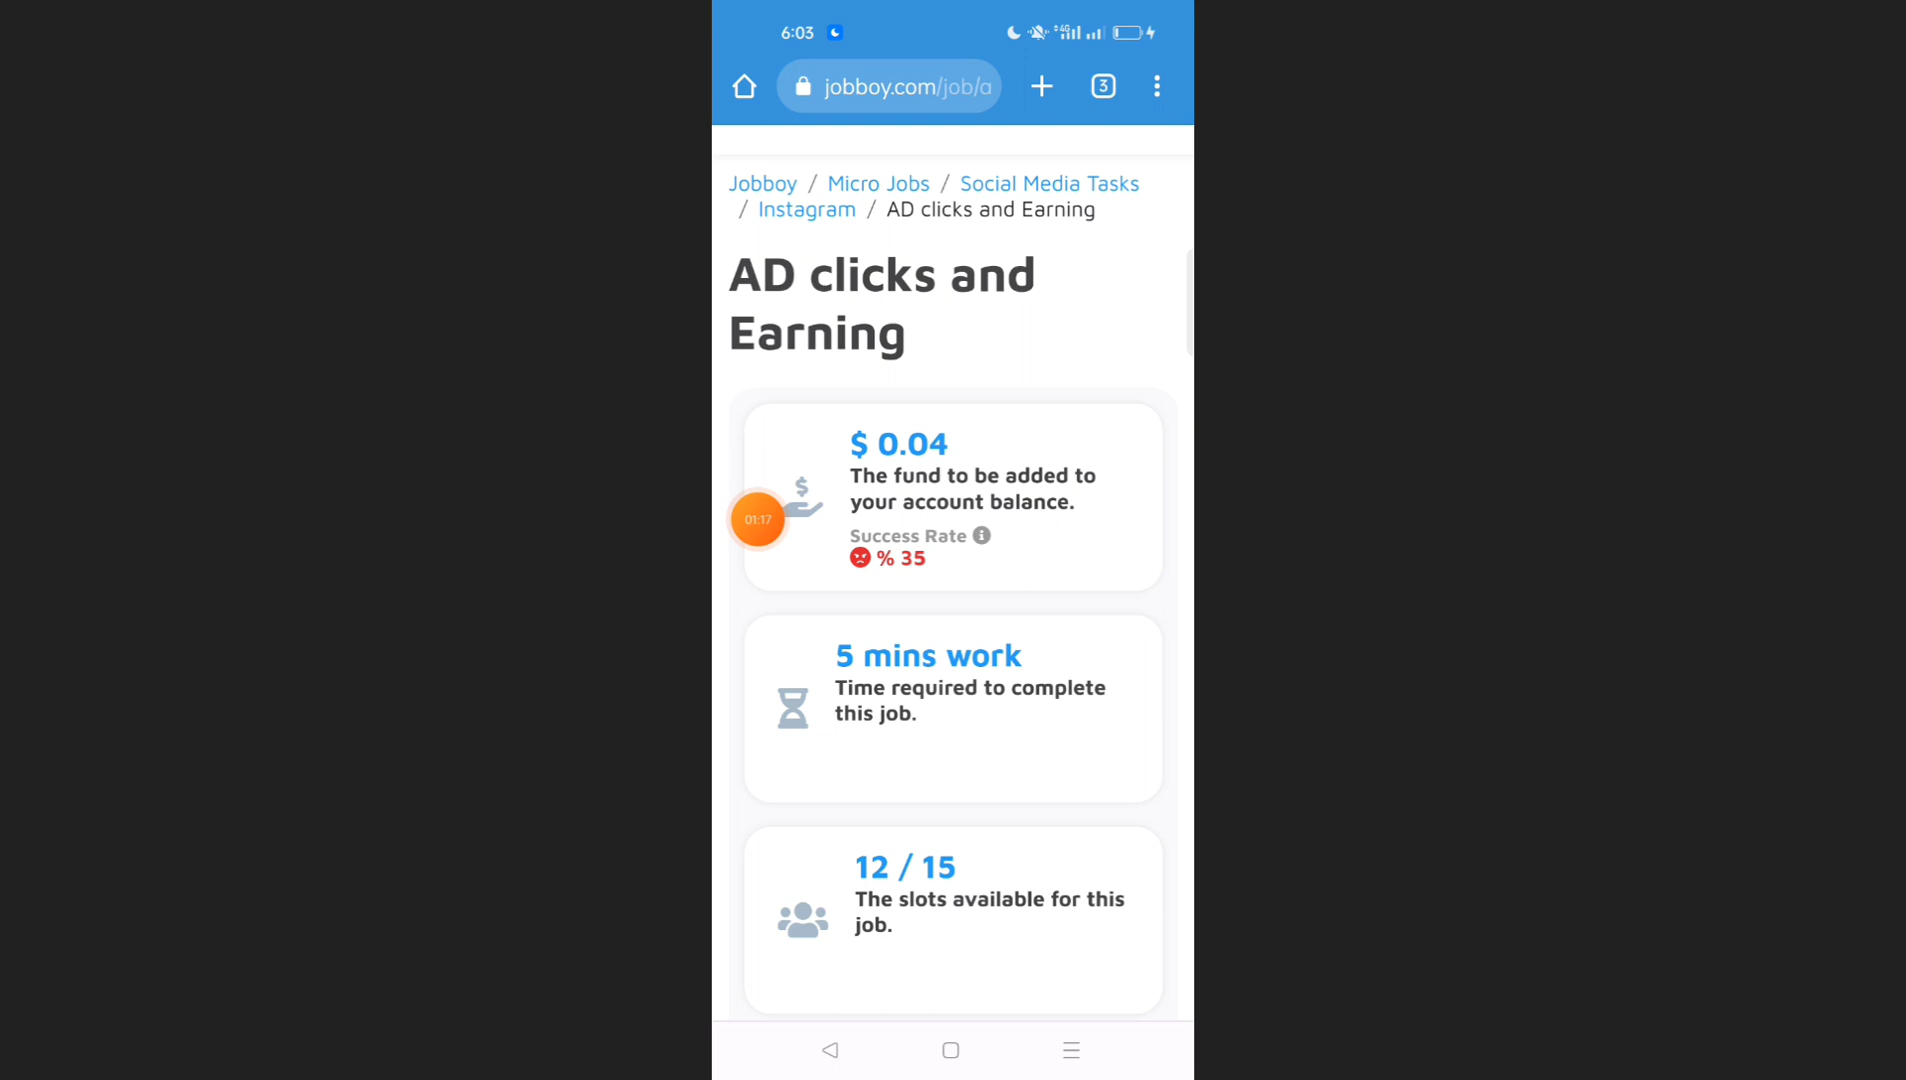 6:03
4G
jobboy.com/job/a
3
Jobboy / Micro Jobs / Social Media Tasks
/ Instagram / AD clicks and Earning
AD clicks and
Earning
$ 0.04
The fund to be added to
your account balance.
$
01:17
Success Rate i
% 35
5 mins work
Time required to complete
this job.
12 / 15
The slots available for this
job.